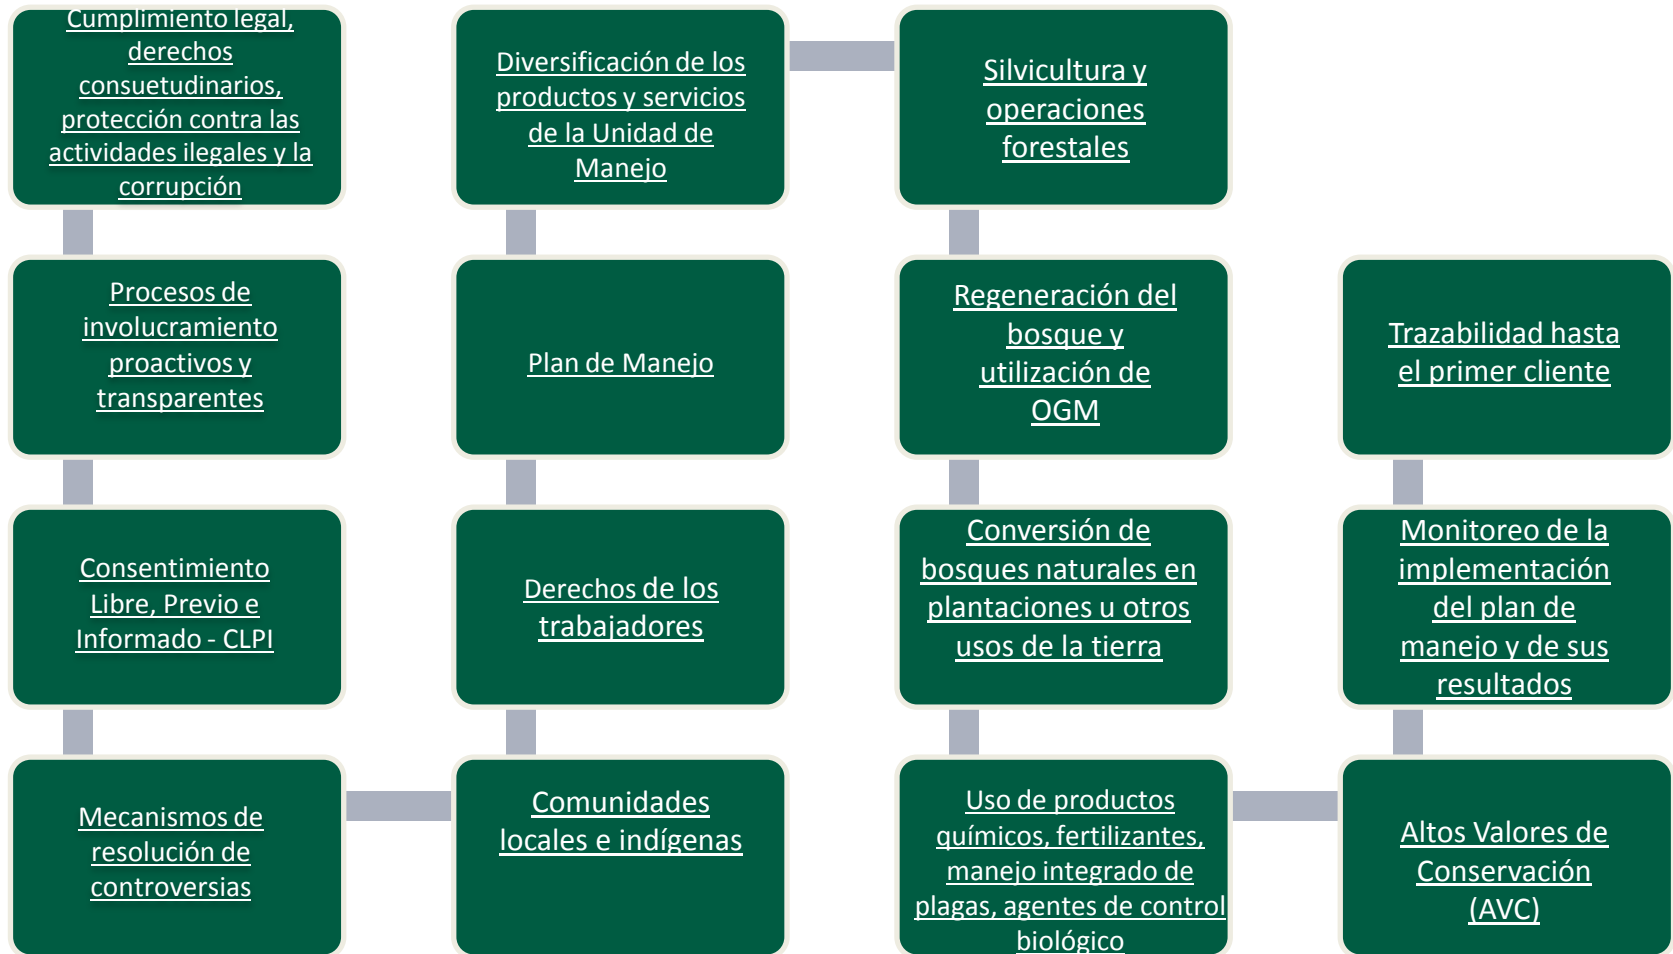 Cumplimiento legal,
derechos
consuetudinarios,
protección contra las
actividades ilegales y la
corrupción
Procesos de
involucramiento
proactivos y
transparentes
Consentimiento
Libre, Previo e
Informado - CLPI
Mecanismos de
resolución de
controversias
Comunidades
locales e indígenas
Derechos de los
trabajadores
Plan de Manejo
Diversificación de los
productos y servicios
de la Unidad de
Manejo
Silvicultura y
operaciones
forestales
Regeneración del
bosque y
utilización de
OGM
Conversión de
bosques naturales en
plantaciones u otros
usos de la tierra
Uso de productos
químicos, fertilizantes,
manejo integrado de
plagas, agentes de control
biológico
Altos Valores de
Conservación
(AVC)
Monitoreo de la
implementación
del plan de
manejo y de sus
resultados
Trazabilidad hasta
el primer cliente